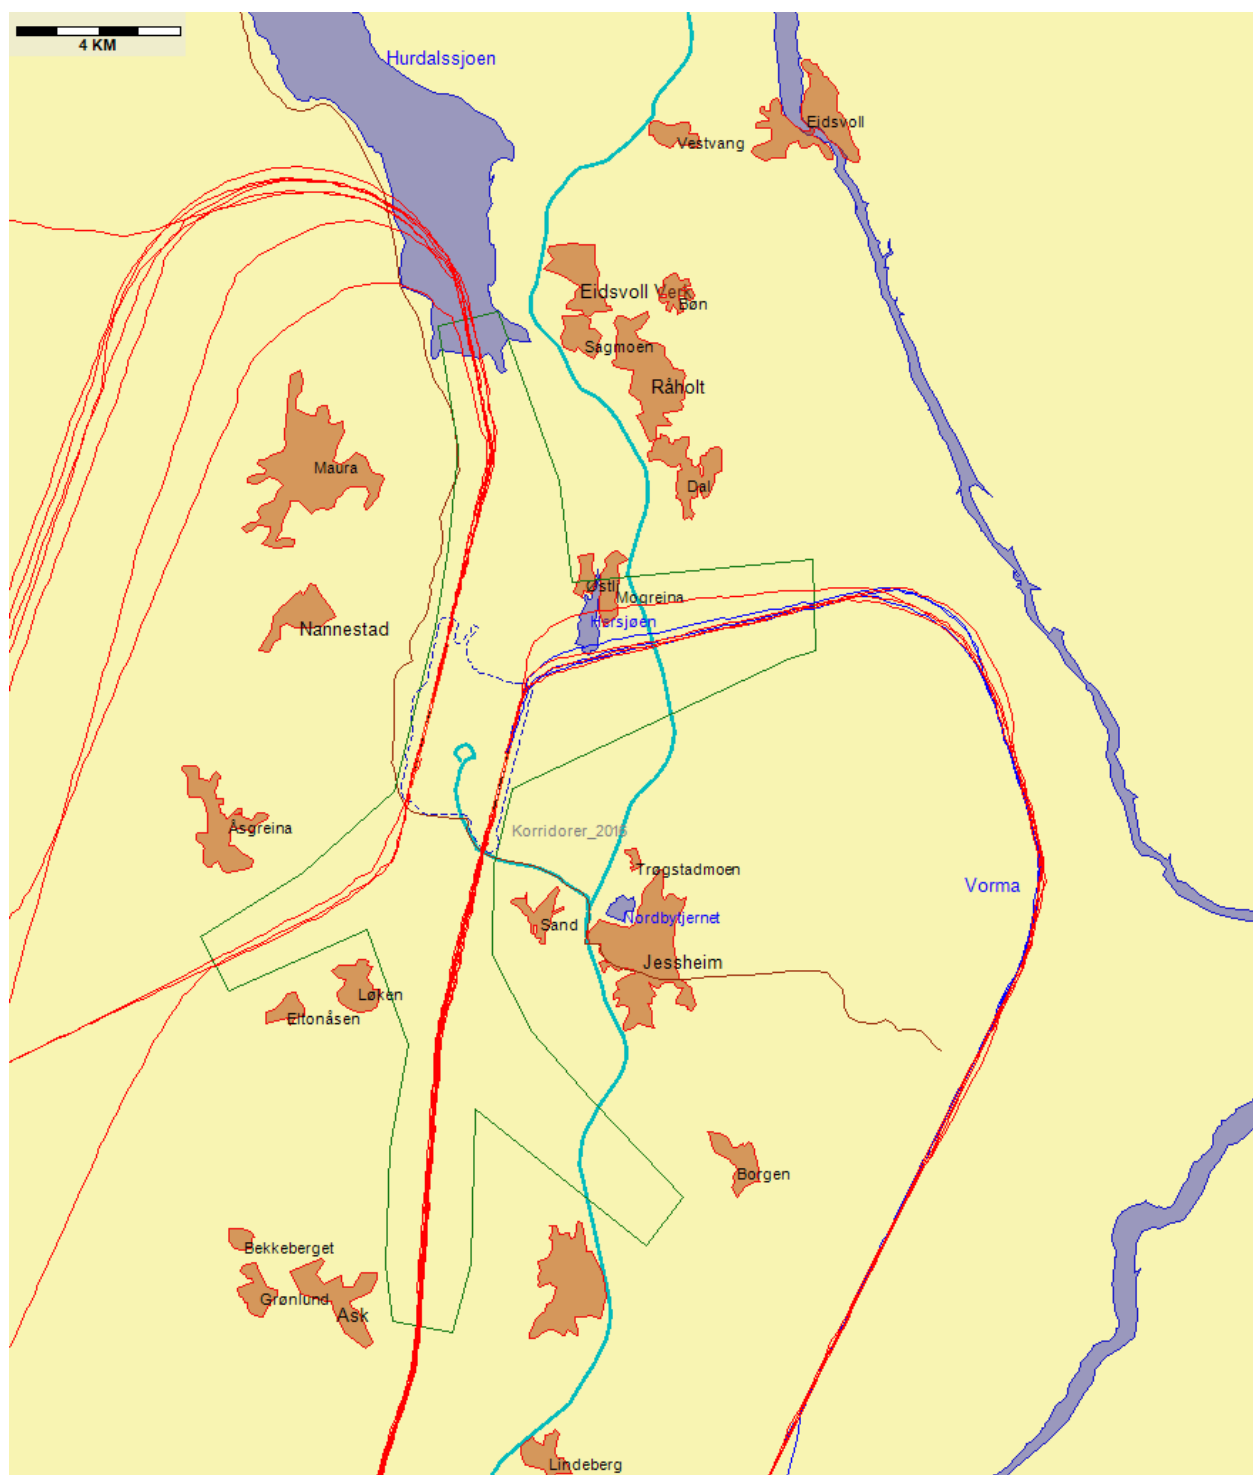 4 KM
Hurdalssjoen
Eidsvoll
Vestvang
Eidsvoll Verk
Bøn
Sagmoen
Råholt
Maura
Dal
Østli
Mogreina
Hersjøen
Nannestad
Åsgreina
Korridorer_2016
Trøgstadmoen
Vorma
Nordbytjernet
Sand
Jessheim
Løken
Eltonåsen
Borgen
Bekkeberget
Grønlund
Ask
Lindeberg